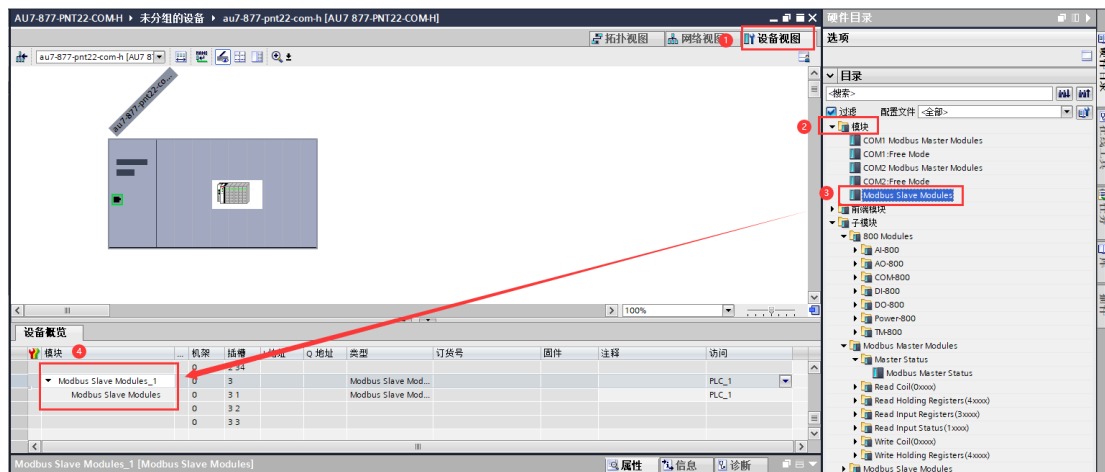 AU7-877-PNT22-COM-H ▸ 未分组的设备 ▸ au7-877-pnt22-com-h [AU7 877-PNT22-COM-H]
硬件目录
拓扑视图
网络视图
1
设备视图
选项
au7-877-pnt22-com-h [AU7 8
目录
au7-877-pnt22-co...
<搜索>
过滤 配置文件 <全部>
2
模块
COM1 Modbus Master Modules
COM1:Free Mode
COM2 Modbus Master Modules
COM2:Free Mode
3
Modbus Slave Modules
前端模块
子模块
800 Modules
AI-800
AO-800
COM-800
DI-800
DO-800
Power-800
TM-800
Modbus Master Modules
Master Status
Modbus Master Status
Read Coil(0xxxx)
Read Holding Registers(4xxxx)
Read Input Registers(3xxxx)
Read Input Status(1xxxx)
Write Coil(0xxxx)
Write Holding Registers(4xxxx)
Modbus Slave Modules
100%
设备概览
模块 4 ... 机架 插槽 Q 地址 类型 订货号 固件 注释 访问
0 2 34
Modbus Slave Modules_1 0 3 Modbus Slave Mod... PLC_1
Modbus Slave Modules 0 3 1 Modbus Slave Mod... PLC_1
0 3 2
0 3 3
Modbus Slave Modules_1 [Modbus Slave Modules]
属性
信息
诊断